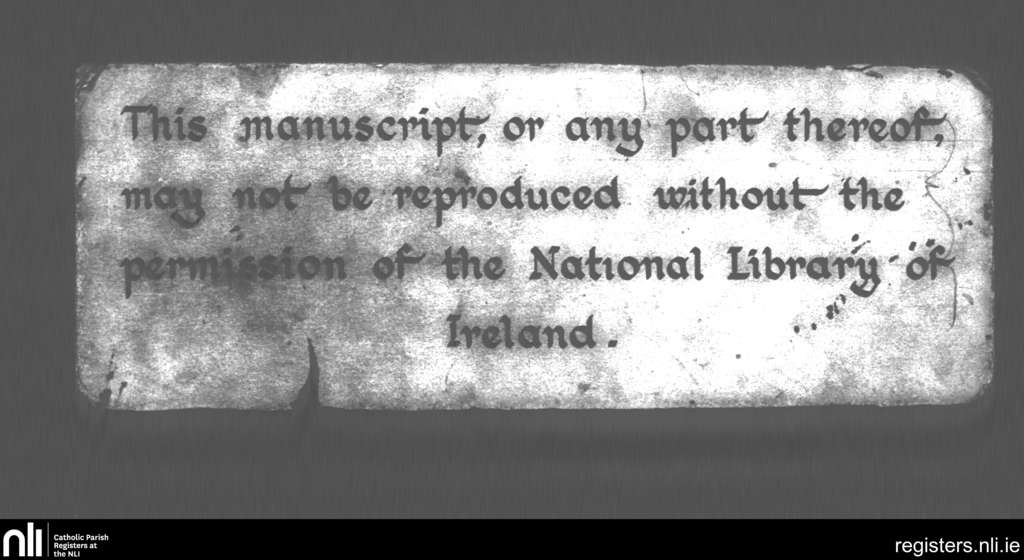 This manuscript, or any part thereof,
may not be reproduced without the
permission of the National Library of
Ireland.
nli
Catholic Parish
Registers at
the NLI
registers.nli.ie